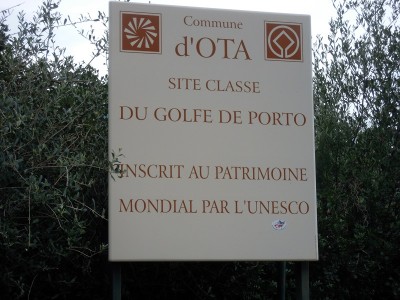 Commune
d'OTA
SITE CLASSE
DU GOLFE DE PORTO
INSCRIT AU PATRIMOINE
MONDIAL PAR L'UNESCO